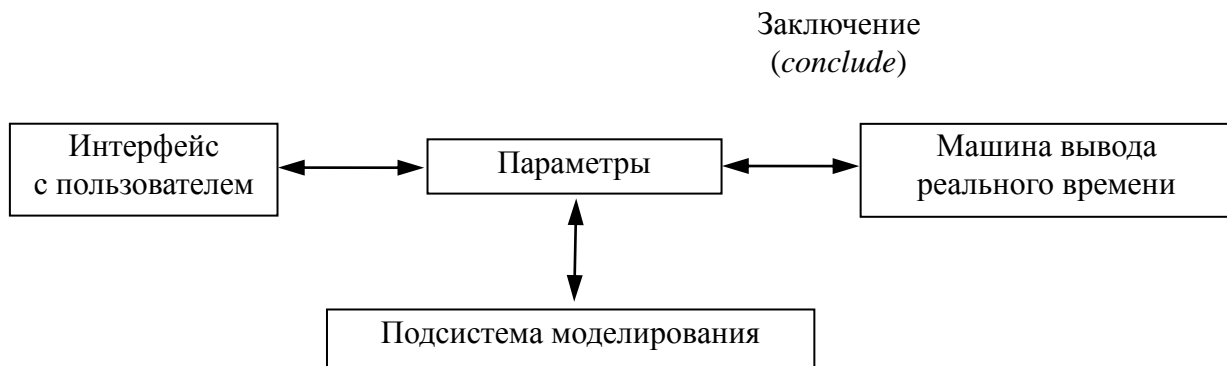 Заключение
(conclude)
Интерфейс
с пользователем
Параметры
Машина вывода
реального времени
Подсистема моделирования